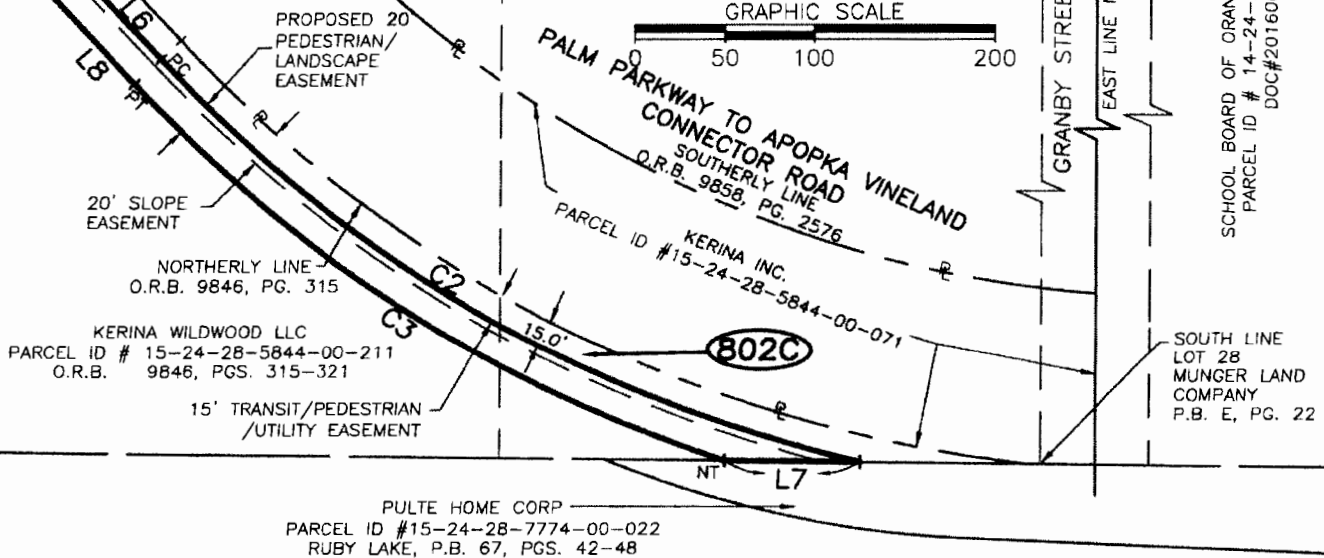 L6
PROPOSED 20
PEDESTRIAN/
LANDSCAPE
EASEMENT
L8
PC
PT
PL
PL
GRAPHIC SCALE
0 50 100 200
PALM PARKWAY TO APOPKA VINELAND
CONNECTOR ROAD
SOUTHERLY LINE
O.R.B. 9858, PG. 2576
PL
GRANBY STREE
EAST LINE
SCHOOL BOARD OF ORAN
PARCEL ID # 14-24-
DOC#20160
20' SLOPE
EASEMENT
KERINA INC.
PARCEL ID #15-24-28-5844-00-071
NORTHERLY LINE
O.R.B. 9846, PG. 315
C2
C3
15.0'
802C
KERINA WILDWOOD LLC
PARCEL ID # 15-24-28-5844-00-211
O.R.B. 9846, PGS. 315-321
15' TRANSIT/PEDESTRIAN
/UTILITY EASEMENT
PL
SOUTH LINE
LOT 28
MUNGER LAND
COMPANY
P.B. E, PG. 22
NT
L7
PULTE HOME CORP
PARCEL ID #15-24-28-7774-00-022
RUBY LAKE, P.B. 67, PGS. 42-48